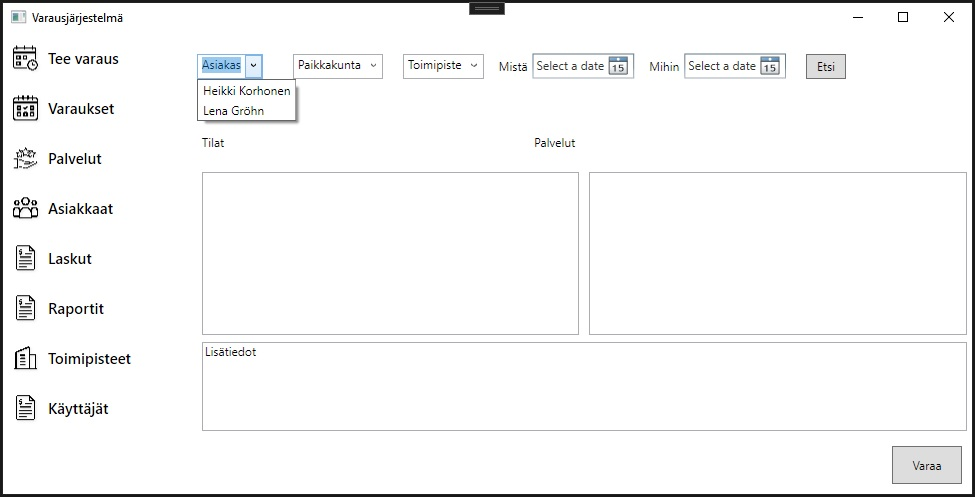 Varausjärjestelmä
Tee varaus
Varaukset
Palvelut
Asiakkaat
Laskut
Raportit
Toimipisteet
Käyttäjät
Asiakas Paikkakunta Toimipiste Mistä Select a date 15 Mihin Select a date 15 Etsi
Heikki Korhonen
Lena Gröhn
Tilat Palvelut
Lisätiedot
Varaa